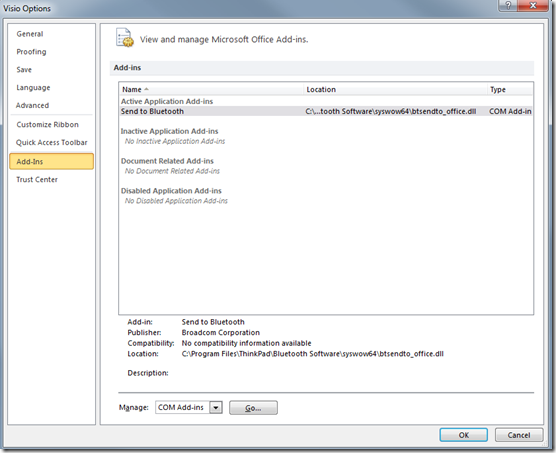 Visio Options
General
Proofing
Save
Language
Advanced
Customize Ribbon
Quick Access Toolbar
Add-Ins
Trust Center
View and manage Microsoft Office Add-ins.
Add-ins
Name Location Type
Active Application Add-ins
Send to Bluetooth C:\...tooth Software\syswow64\btsendto_office.dll COM Add-in
Inactive Application Add-ins
No Inactive Application Add-ins
Document Related Add-ins
No Document Related Add-ins
Disabled Application Add-ins
No Disabled Application Add-ins
Add-in: Send to Bluetooth
Publisher: Broadcom Corporation
Compatibility: No compatibility information available
Location: C:\Program Files\ThinkPad\Bluetooth Software\syswow64\btsendto_office.dll
Description:
Manage: COM Add-ins Go...
OK Cancel